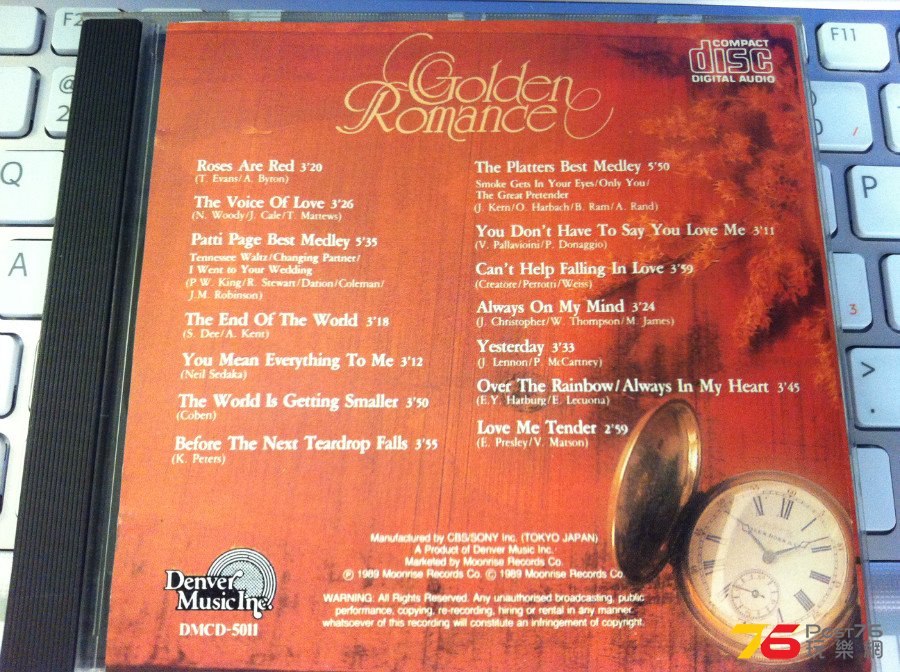 F2
F11
@
2
Q
A
P
>
.
3
Golden
Romance
COMPACT
disc
DIGITAL AUDIO
Roses Are Red 3'20
(T. Evans/A. Byron)
The Voice Of Love 3'26
(N. Woody/J. Cale/T. Mattews)
Patti Page Best Medley 5'35
Tennessee Waltz/Changing Partner/
I Went to Your Wedding
(P.W. King/R. Stewart/Darion/Coleman/
J.M. Robinson)
The End Of The World 3'18
(S. Dee/A. Kent)
You Mean Everything To Me 3'12
(Neil Sedaka)
The World Is Getting Smaller 3'50
(Coben)
Before The Next Teardrop Falls 3'55
(K. Peters)
The Platters Best Medley 5'50
Smoke Gets In Your Eyes/Only You/
The Great Pretender
(J. Kern/O. Harbach/B. Ram/A. Rand)
You Don't Have To Say You Love Me 3'11
(V. Pallavioini/P. Donaggio)
Can't Help Falling In Love 3'59
(Creatore/Perrotti/Weiss)
Always On My Mind 3'24
(J. Christopher/W. Thompson/M. James)
Yesterday 3'33
(J. Lennon/P. McCartney)
Over The Rainbow/Always In My Heart 3'45
(E.Y. Harburg/E. Lecuona)
Love Me Tender 2'59
(E. Presley/V. Matson)
Manufactured by CBS/SONY Inc. (TOKYO JAPAN)
A Product of Denver Music Inc.
Marketed by Moonrise Records Co.
Ⓟ 1989 Moonrise Records Co. © 1989 Moonrise Records Co.
WARNING. All Rights Reserved. Any unauthorised broadcasting, public
performance, copying, re-recording, hiring or rental in any manner
whatsoever of this recording will constitute an infringement of copyright.
Denver
Music Inc.
DMCD-5011
76 Post76
玩樂網